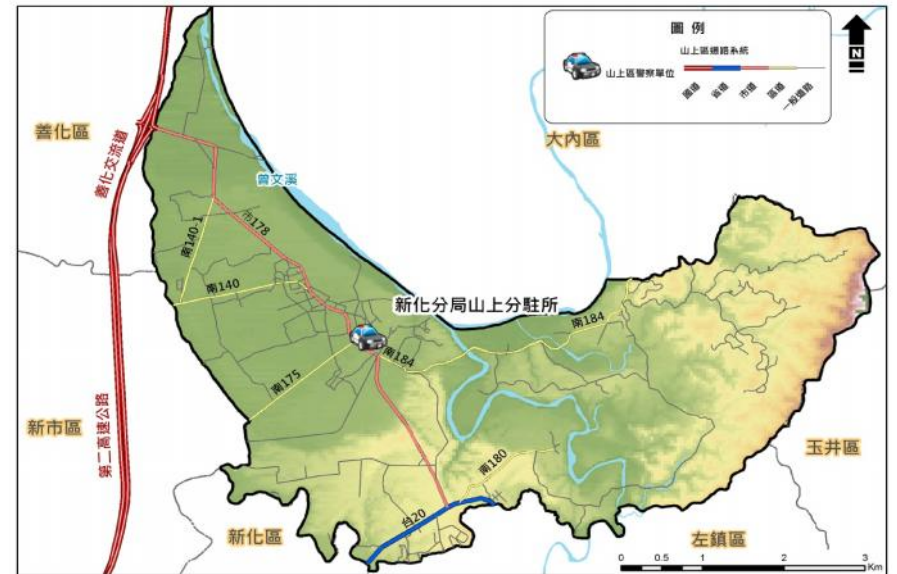 圖 例
山上區道路系統
山上區警察單位
國道
省道
市道
區道
一般道路
N
善化區
大內區
善化交流道
曾文溪
市178
南140-1
南140
新化分局山上分駐所
南184
南184
南175
第二高速公路
新市區
玉井區
南180
台20
新化區
左鎮區
0 0.5 1 2 3
Km